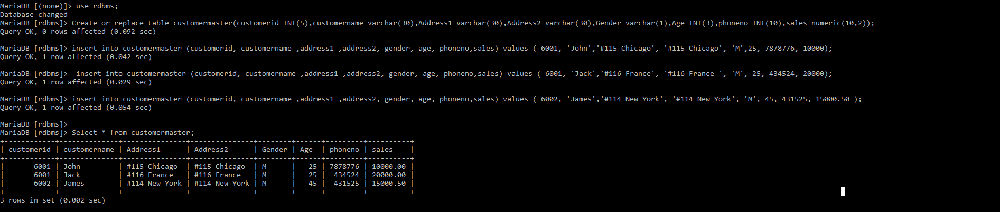 MariaDB [(none)]> use rdbms;
Database changed
MariaDB [rdbms]> Create or replace table customermaster(customerid INT(5),customername varchar(30),Address1 varchar(30),Address2 varchar(30),Gender varchar(1),Age INT(3),phoneno INT(10),sales numeric(10,2));
Query OK, 0 rows affected (0.092 sec)

MariaDB [rdbms]> insert into customermaster (customerid, customername ,address1 ,address2, gender, age, phoneno,sales) values ( 6001, 'John','#115 Chicago', '#115 Chicago', 'M',25, 7878776, 10000);
Query OK, 1 row affected (0.042 sec)

MariaDB [rdbms]>  insert into customermaster (customerid, customername ,address1 ,address2, gender, age, phoneno,sales) values ( 6001, 'Jack','#116 France', '#116 France ', 'M', 25, 434524, 20000);
Query OK, 1 row affected (0.029 sec)

MariaDB [rdbms]> insert into customermaster (customerid, customername ,address1 ,address2, gender, age, phoneno,sales) values ( 6002, 'James','#114 New York', '#114 New York', 'M', 45, 431525, 15000.50 );
Query OK, 1 row affected (0.054 sec)

MariaDB [rdbms]>
MariaDB [rdbms]> Select * from customermaster;
+------------+--------------+---------------+---------------+--------+------+---------+----------+
| customerid | customername | Address1      | Address2      | Gender | Age  | phoneno | sales    |
+------------+--------------+---------------+---------------+--------+------+---------+----------+
|       6001 | John         | #115 Chicago  | #115 Chicago  | M      |   25 | 7878776 | 10000.00 |
|       6001 | Jack         | #116 France   | #116 France   | M      |   25 |  434524 | 20000.00 |
|       6002 | James        | #114 New York | #114 New York | M      |   45 |  431525 | 15000.50 |
+------------+--------------+---------------+---------------+--------+------+---------+----------+
3 rows in set (0.002 sec)